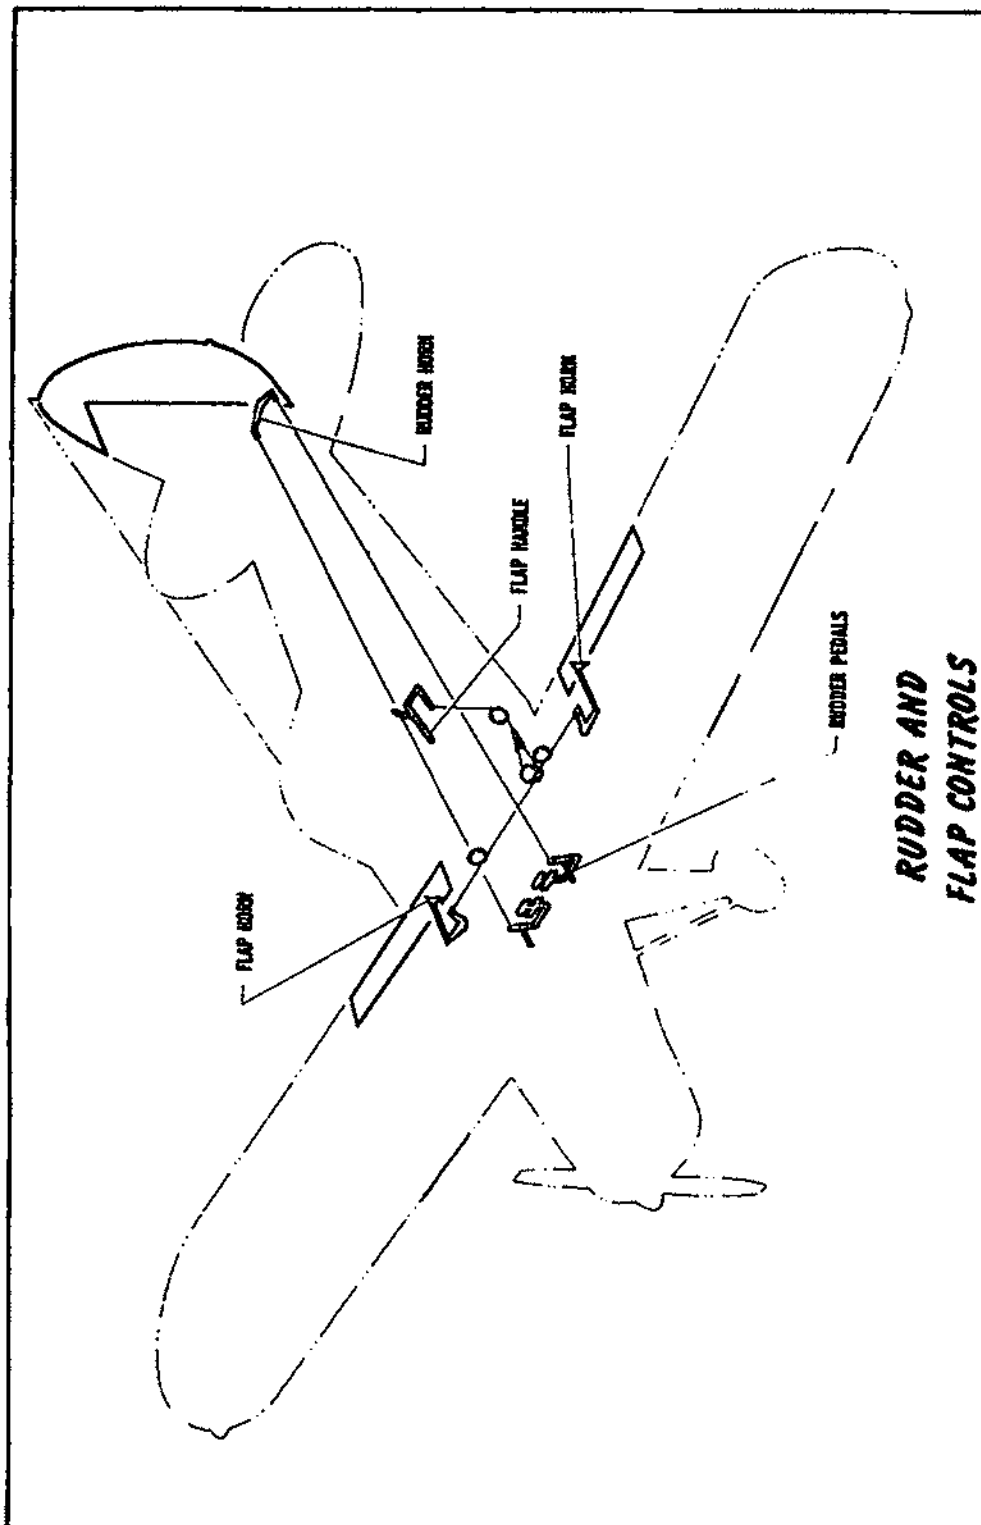 RUDDER HORN
FLAP HORN
FLAP HANDLE
FLAP HORN
RUDDER PEDALS
RUDDER AND
FLAP CONTROLS